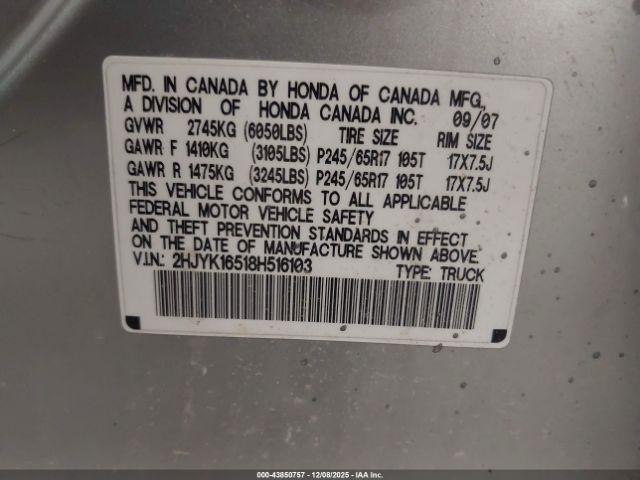 MFD. IN CANADA BY HONDA OF CANADA MFG.,
A DIVISION OF HONDA CANADA INC. 09/07
GVWR 2745KG (6050LBS) TIRE SIZE RIM SIZE
GAWR F 1410KG (3105LBS) P245/65R17 105T 17X7.5J
GAWR R 1475KG (3245LBS) P245/65R17 105T 17X7.5J
THIS VEHICLE CONFORMS TO ALL APPLICABLE
FEDERAL MOTOR VEHICLE SAFETY
AND THEFT PREVENTION STANDARDS IN EFFECT
ON THE DATE OF MANUFACTURE SHOWN ABOVE.
V.I.N.: 2HJYK16518H516103 TYPE: TRUCK
000-43850757 • 12/08/2025 - IAA Inc.